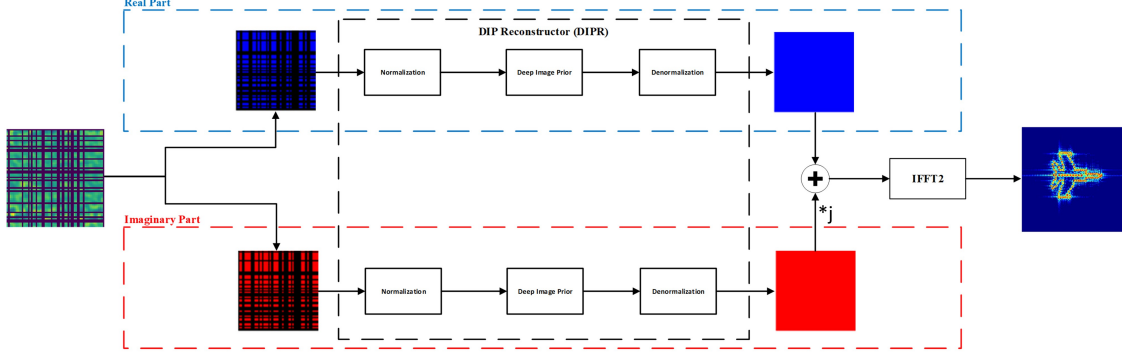 Real Part
DIP Reconstructor (DIPR)
Normalization
Deep Image Prior
Denormalization
IFFT2
*j
Imaginary Part
Normalization
Deep Image Prior
Denormalization